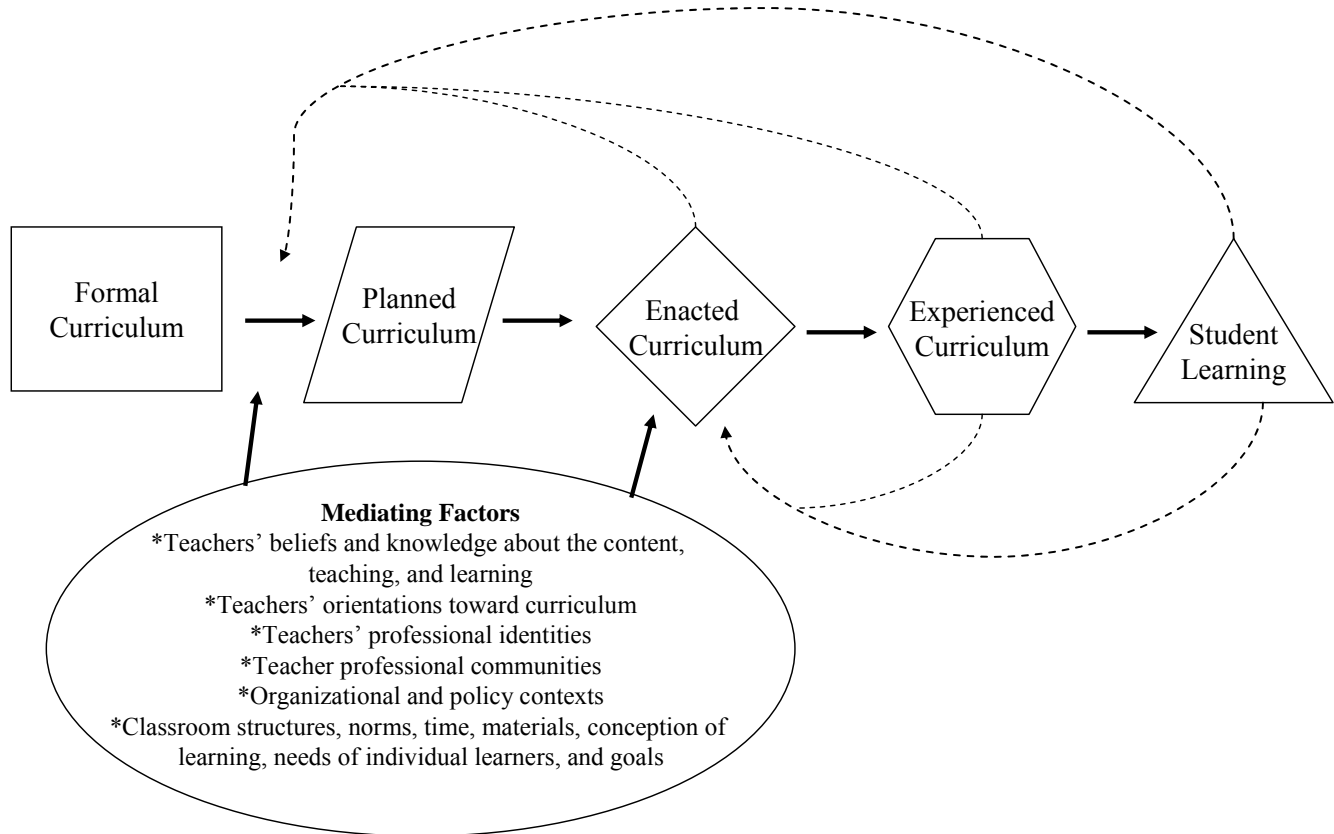 Formal
Curriculum
Planned
Curriculum
Enacted
Curriculum
Experienced
Curriculum
Student
Learning
Mediating Factors
*Teachers’ beliefs and knowledge about the content,
teaching, and learning
*Teachers’ orientations toward curriculum
*Teachers’ professional identities
*Teacher professional communities
*Organizational and policy contexts
*Classroom structures, norms, time, materials, conception of
learning, needs of individual learners, and goals